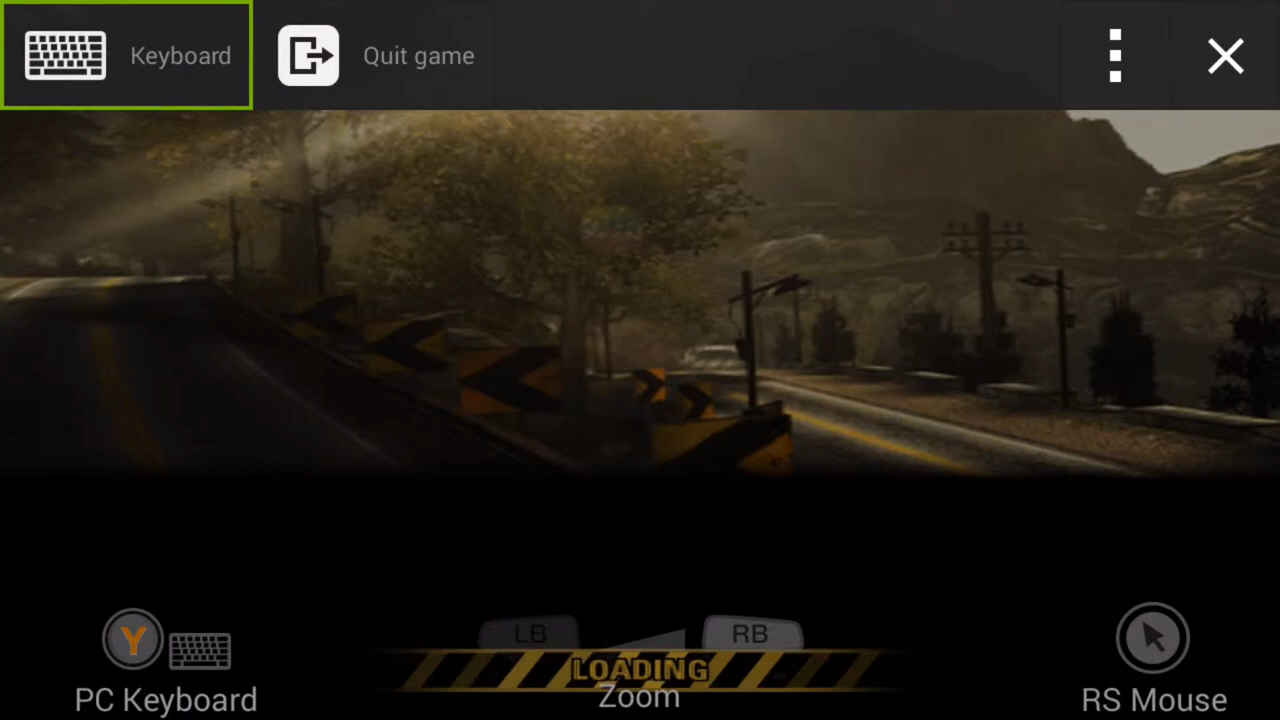 Keyboard
Quit game
LB
RB
LOADING
Zoom
Y
PC Keyboard
RS Mouse